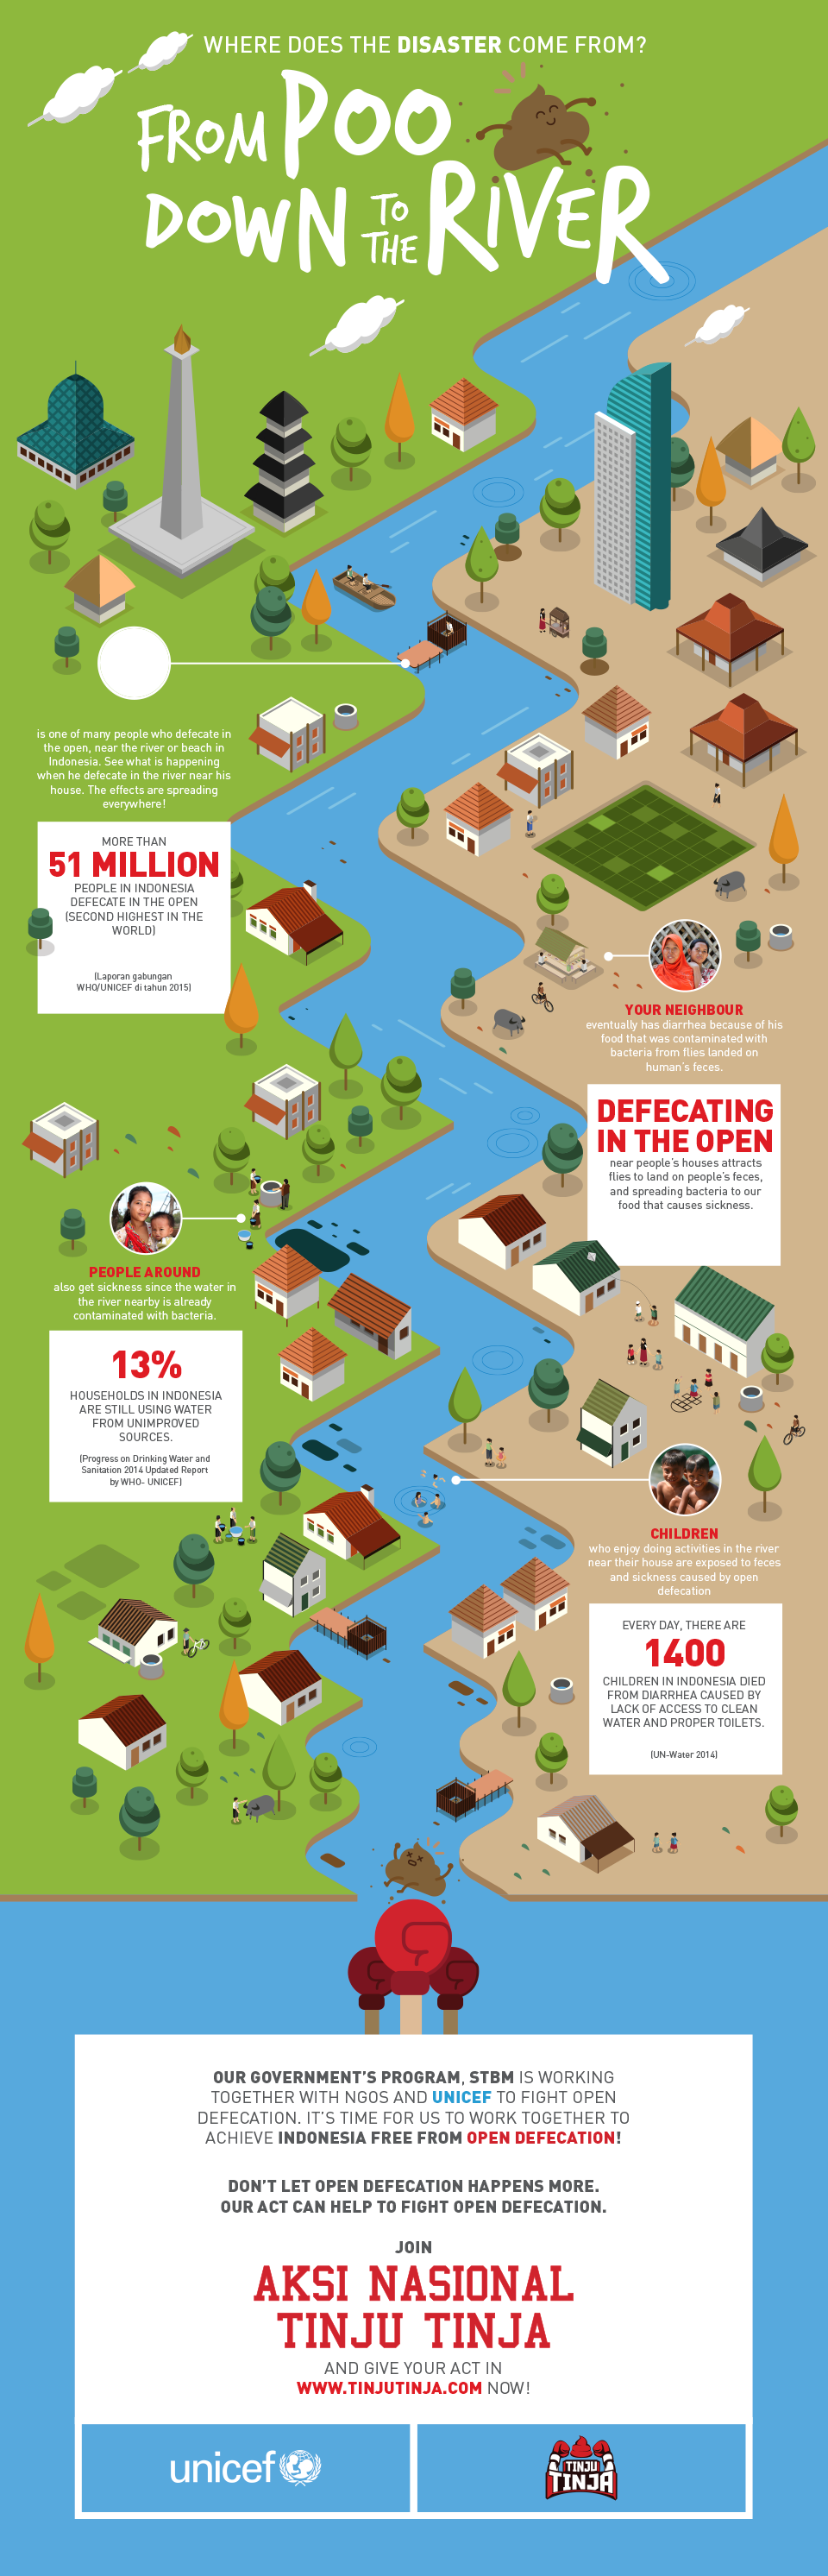 WHERE DOES THE DISASTER COME FROM?
FROM POO
DOWN TO THE RIVER
is one of many people who defecate in
the open, near the river or beach in
Indonesia. See what is happening
when he defecate in the river near his
house. The effects are spreading
everywhere!
MORE THAN
51 MILLION
PEOPLE IN INDONESIA
DEFECATE IN THE OPEN
(SECOND HIGHEST IN THE
WORLD)
(Laporan gabungan
WHO/UNICEF di tahun 2015)
YOUR NEIGHBOUR
eventually has diarrhea because of his
food that was contaminated with
bacteria from flies landed on
human's feces.
DEFECATING
IN THE OPEN
near people's houses attracts
flies to land on people's feces,
and spreading bacteria to our
food that causes sickness.
PEOPLE AROUND
also get sickness since the water in
the river nearby is already
contaminated with bacteria.
13%
HOUSEHOLDS IN INDONESIA
ARE STILL USING WATER
FROM UNIMPROVED
SOURCES.
(Progress on Drinking Water and
Sanitation 2014 Updated Report
by WHO- UNICEF)
CHILDREN
who enjoy doing activities in the river
near their house are exposed to feces
and sickness caused by open
defecation
EVERY DAY, THERE ARE
1400
CHILDREN IN INDONESIA DIED
FROM DIARRHEA CAUSED BY
LACK OF ACCESS TO CLEAN
WATER AND PROPER TOILETS.
(UN-Water 2014)
OUR GOVERNMENT'S PROGRAM, STBM IS WORKING
TOGETHER WITH NGOS AND UNICEF TO FIGHT OPEN
DEFECATION. IT'S TIME FOR US TO WORK TOGETHER TO
ACHIEVE INDONESIA FREE FROM OPEN DEFECATION!
DON'T LET OPEN DEFECATION HAPPENS MORE.
OUR ACT CAN HELP TO FIGHT OPEN DEFECATION.
JOIN
AKSI NASIONAL
TINJU TINJA
AND GIVE YOUR ACT IN
WWW.TINJUTINJA.COM NOW!
unicef
TINJU
TINJA